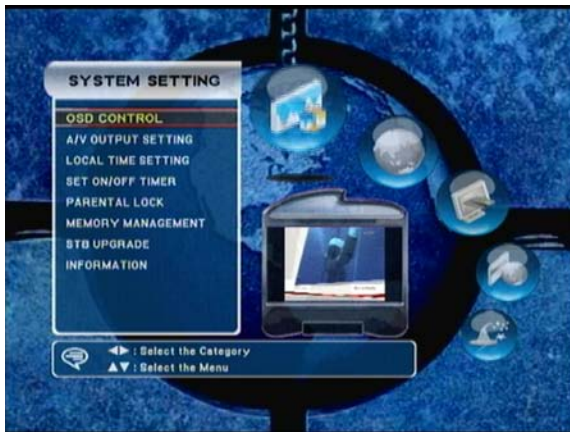 SYSTEM SETTING
OSD CONTROL
A/V OUTPUT SETTING
LOCAL TIME SETTING
SET ON/OFF TIMER
PARENTAL LOCK
MEMORY MANAGEMENT
STB UPGRADE
INFORMATION
◀▶ : Select the Category
▲▼ : Select the Menu